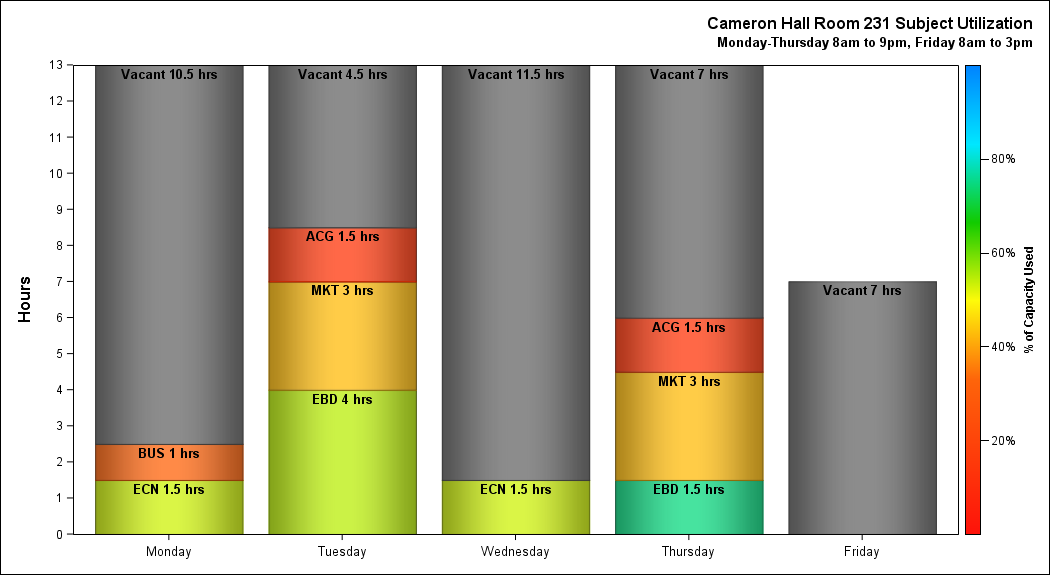 Cameron Hall Room 231 Subject Utilization
Monday-Thursday 8am to 9pm, Friday 8am to 3pm
13
12
11
10
9
8
7
6
5
4
3
2
1
0
Hours
Vacant 10.5 hrs
BUS 1 hrs
ECN 1.5 hrs
Vacant 4.5 hrs
ACG 1.5 hrs
MKT 3 hrs
EBD 4 hrs
Vacant 11.5 hrs
ECN 1.5 hrs
Vacant 7 hrs
ACG 1.5 hrs
MKT 3 hrs
EBD 1.5 hrs
Vacant 7 hrs
Monday
Tuesday
Wednesday
Thursday
Friday
80%
60%
40%
20%
% of Capacity Used